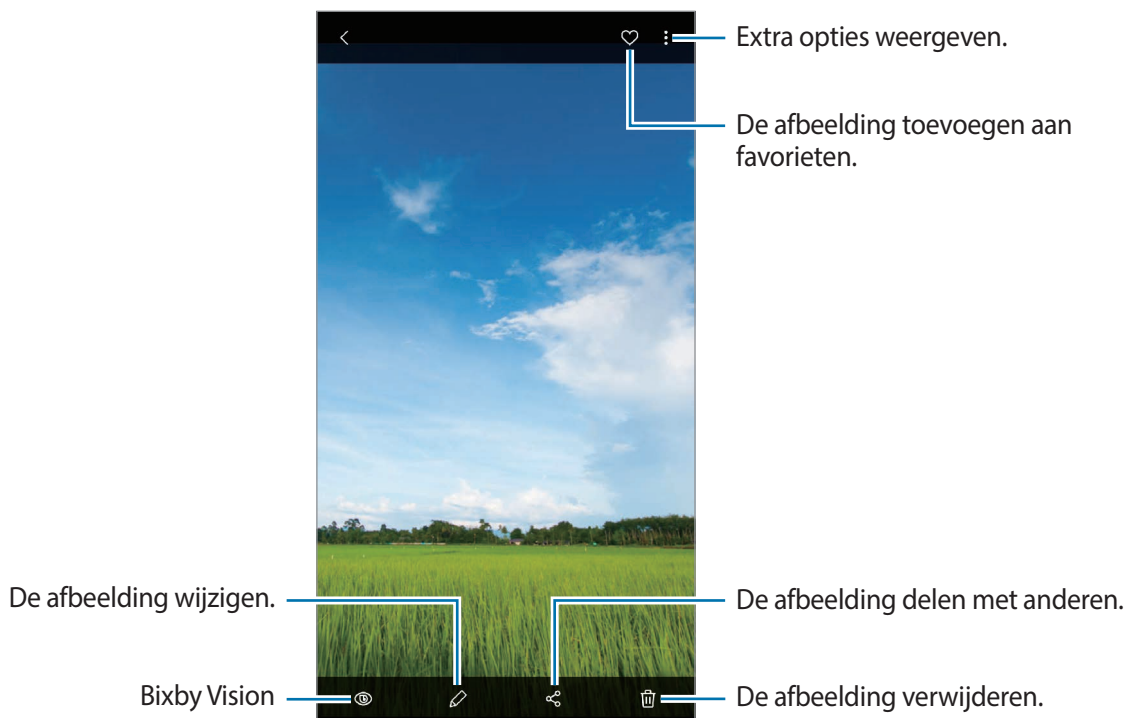 Extra opties weergeven.
De afbeelding toevoegen aan
favorieten.
De afbeelding wijzigen.
De afbeelding delen met anderen.
Bixby Vision
De afbeelding verwijderen.